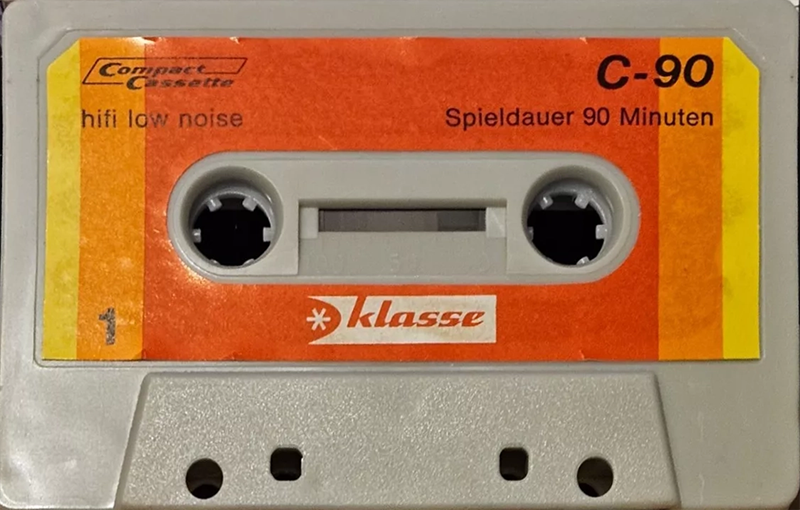 Compact
Cassette
C-90
hifi low noise
Spieldauer 90 Minuten
1
klasse